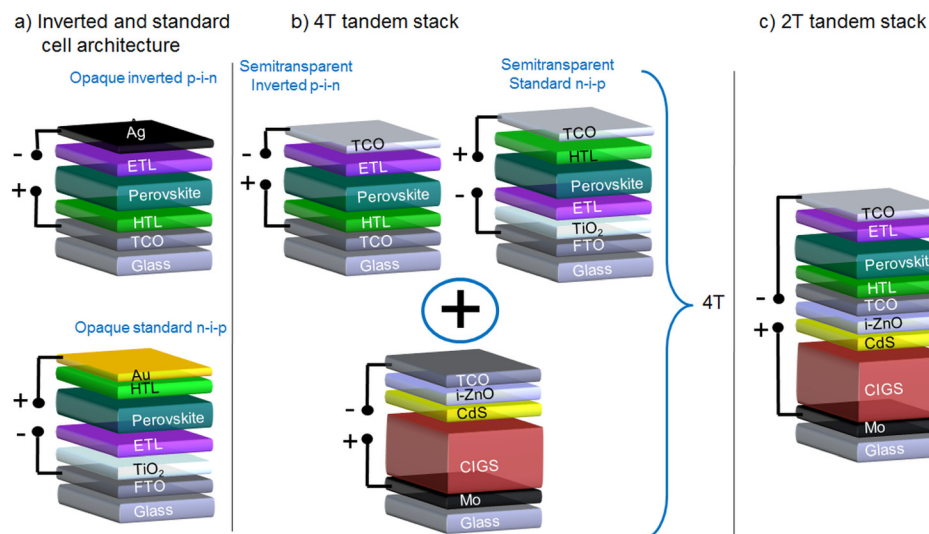 a) Inverted and standard
cell architecture
Opaque inverted p-i-n
-
+
Ag
ETL
Perovskite
HTL
TCO
Glass
Opaque standard n-i-p
+
-
Au
HTL
Perovskite
ETL
TiO₂
FTO
Glass
b) 4T tandem stack
Semitransparent
Inverted p-i-n
-
+
TCO
ETL
Perovskite
HTL
TCO
Glass
Semitransparent
Standard n-i-p
+
-
TCO
HTL
Perovskite
ETL
TiO₂
FTO
Glass
+
-
+
TCO
i-ZnO
CdS
CIGS
Mo
Glass
4T
c) 2T tandem stack
-
+
TCO
ETL
Perovskite
HTL
TCO
i-ZnO
CdS
CIGS
Mo
Glass